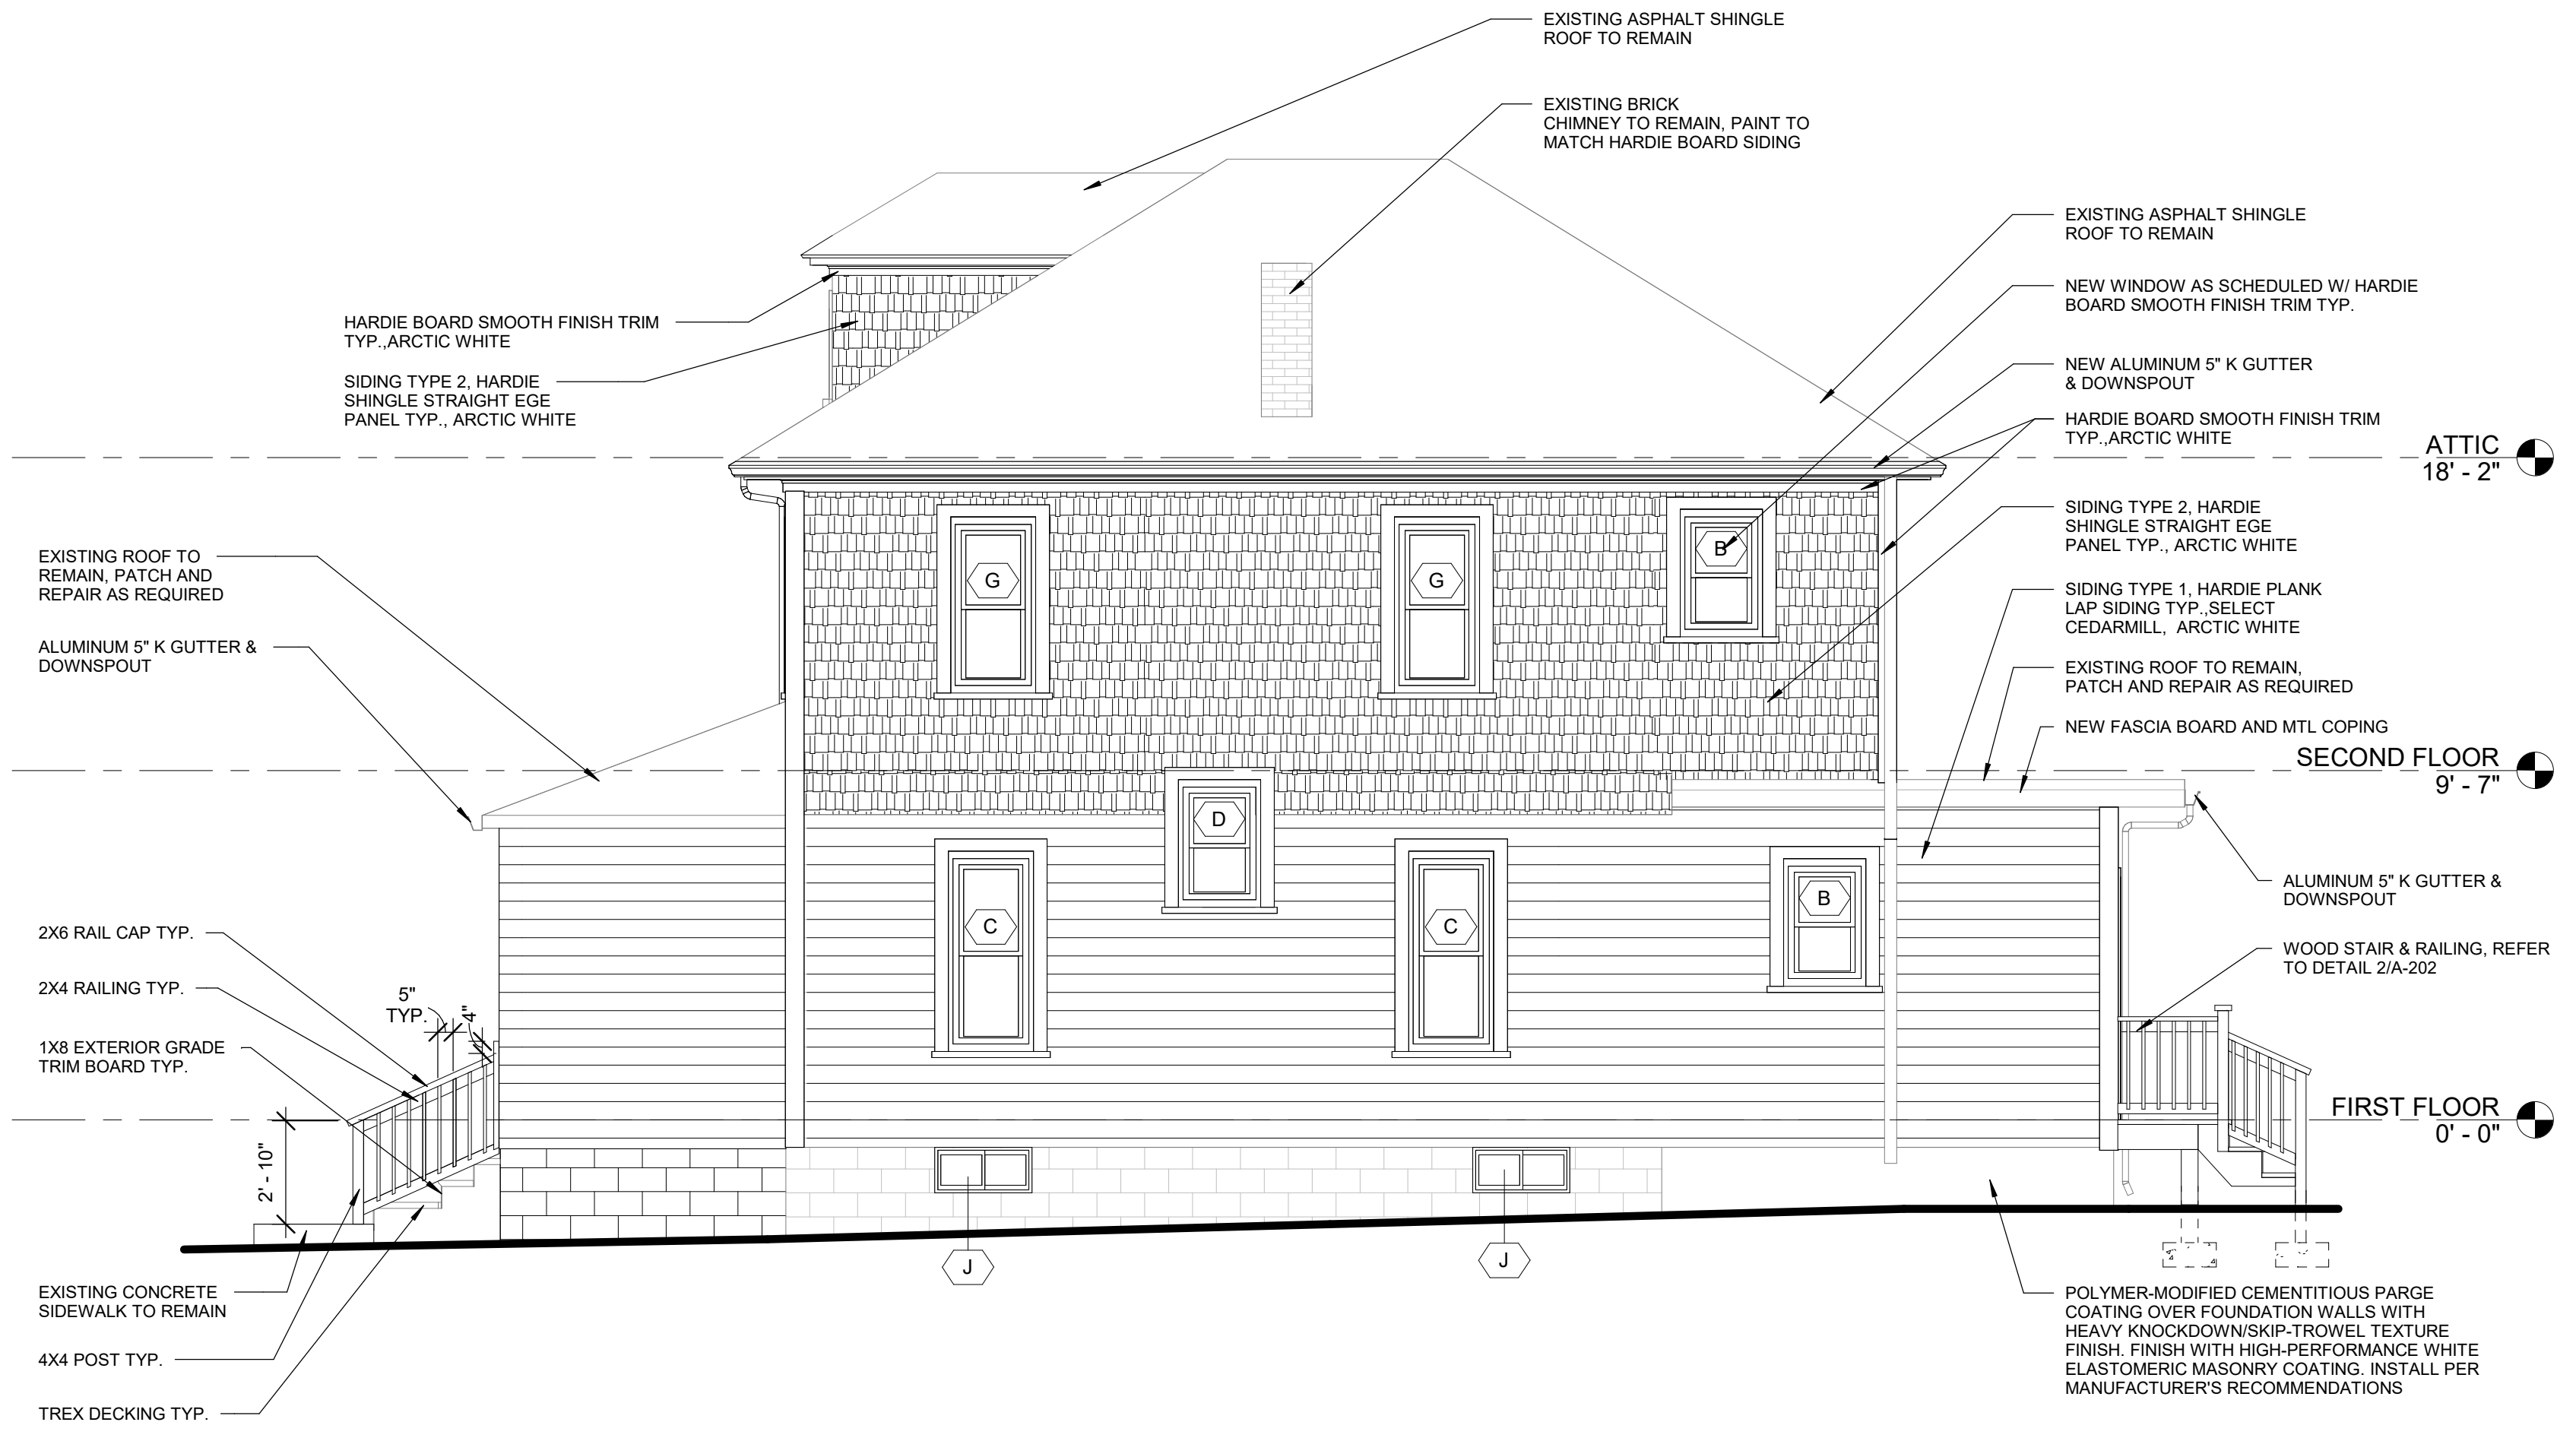 EXISTING ASPHALT SHINGLE
ROOF TO REMAIN
EXISTING BRICK
CHIMNEY TO REMAIN, PAINT TO
MATCH HARDIE BOARD SIDING
EXISTING ASPHALT SHINGLE
ROOF TO REMAIN
NEW WINDOW AS SCHEDULED W/ HARDIE
BOARD SMOOTH FINISH TRIM TYP.
HARDIE BOARD SMOOTH FINISH TRIM
TYP.,ARCTIC WHITE
SIDING TYPE 2, HARDIE
SHINGLE STRAIGHT EGE
PANEL TYP., ARCTIC WHITE
NEW ALUMINUM 5" K GUTTER
& DOWNSPOUT
HARDIE BOARD SMOOTH FINISH TRIM
TYP.,ARCTIC WHITE
ATTIC
18' - 2"
SIDING TYPE 2, HARDIE
SHINGLE STRAIGHT EGE
PANEL TYP., ARCTIC WHITE
EXISTING ROOF TO
REMAIN, PATCH AND
REPAIR AS REQUIRED
ALUMINUM 5" K GUTTER &
DOWNSPOUT
G
G
B
SIDING TYPE 1, HARDIE PLANK
LAP SIDING TYP.,SELECT
CEDARMILL, ARCTIC WHITE
EXISTING ROOF TO REMAIN,
PATCH AND REPAIR AS REQUIRED
NEW FASCIA BOARD AND MTL COPING
SECOND FLOOR
9' - 7"
D
C
C
B
ALUMINUM 5" K GUTTER &
DOWNSPOUT
WOOD STAIR & RAILING, REFER
TO DETAIL 2/A-202
2X6 RAIL CAP TYP.
2X4 RAILING TYP.
1X8 EXTERIOR GRADE
TRIM BOARD TYP.
5"
TYP.
4"
2' - 10"
FIRST FLOOR
0' - 0"
J
J
EXISTING CONCRETE
SIDEWALK TO REMAIN
4X4 POST TYP.
TREX DECKING TYP.
POLYMER-MODIFIED CEMENTITIOUS PARGE
COATING OVER FOUNDATION WALLS WITH
HEAVY KNOCKDOWN/SKIP-TROWEL TEXTURE
FINISH. FINISH WITH HIGH-PERFORMANCE WHITE
ELASTOMERIC MASONRY COATING. INSTALL PER
MANUFACTURER'S RECOMMENDATIONS